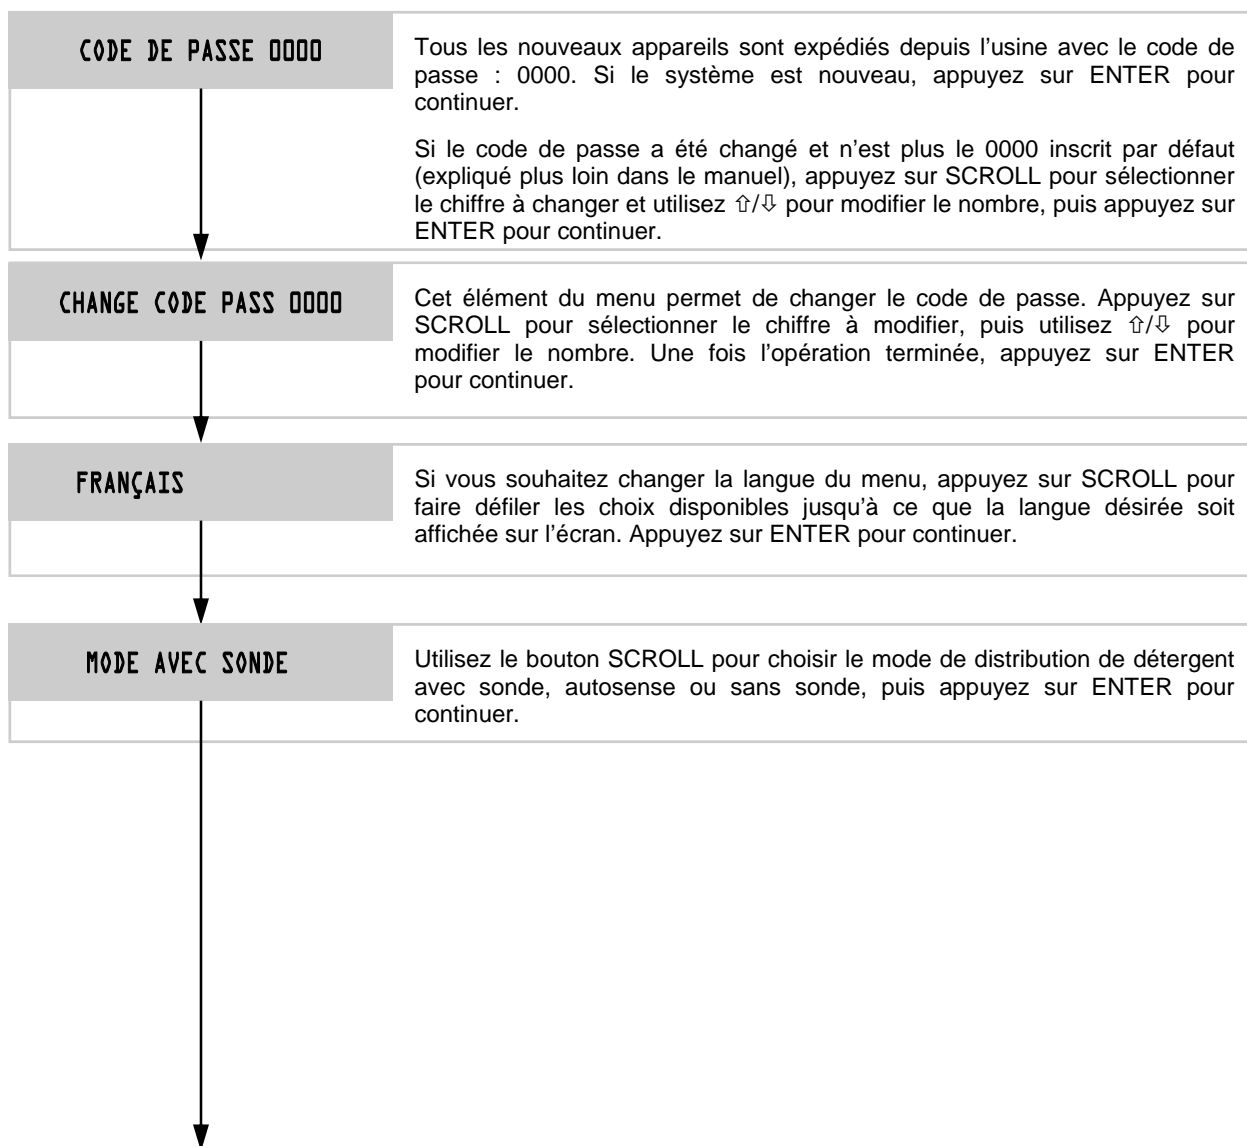 CODE DE PASSE 0000
Tous les nouveaux appareils sont expédiés depuis l'usine avec le code de
passe : 0000. Si le système est nouveau, appuyez sur ENTER pour
continuer.
Si le code de passe a été changé et n'est plus le 0000 inscrit par défaut
(expliqué plus loin dans le manuel), appuyez sur SCROLL pour sélectionner
le chiffre à changer et utilisez ⇧/⇩ pour modifier le nombre, puis appuyez sur
ENTER pour continuer.
CHANGE CODE PASS 0000
Cet élément du menu permet de changer le code de passe. Appuyez sur
SCROLL pour sélectionner le chiffre à modifier, puis utilisez ⇧/⇩ pour
modifier le nombre. Une fois l'opération terminée, appuyez sur ENTER
pour continuer.
FRANÇAIS
Si vous souhaitez changer la langue du menu, appuyez sur SCROLL pour
faire défiler les choix disponibles jusqu'à ce que la langue désirée soit
affichée sur l'écran. Appuyez sur ENTER pour continuer.
MODE AVEC SONDE
Utilisez le bouton SCROLL pour choisir le mode de distribution de détergent
avec sonde, autosense ou sans sonde, puis appuyez sur ENTER pour
continuer.